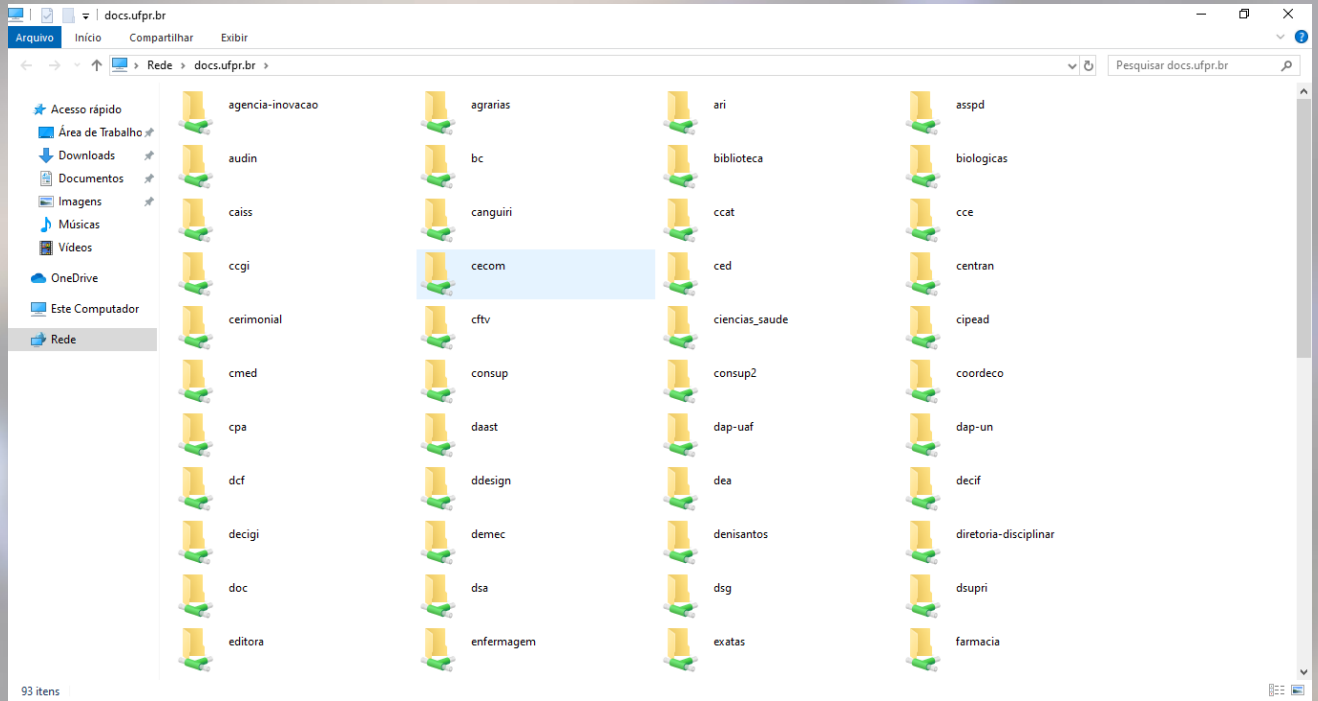 docs.ufpr.br
Arquivo Início Compartilhar Exibir
Rede docs.ufpr.br Pesquisar docs.ufpr.br
Acesso rápido
Área de Trabalho
Downloads
Documentos
Imagens
Músicas
Vídeos
OneDrive
Este Computador
Rede
agencia-inovacao agrarias ari asspd
audin bc biblioteca biologicas
caiss canguiri ccat cce
ccgi cecom ced centran
cerimonial cftv ciencias_saude cipead
cmed consup consup2 coordeco
cpa daast dap-uaf dap-un
dcf ddesign dea decif
decigi demec denisantos diretoria-disciplinar
doc dsa dsg dsupri
editora enfermagem exatas farmacia
93 itens